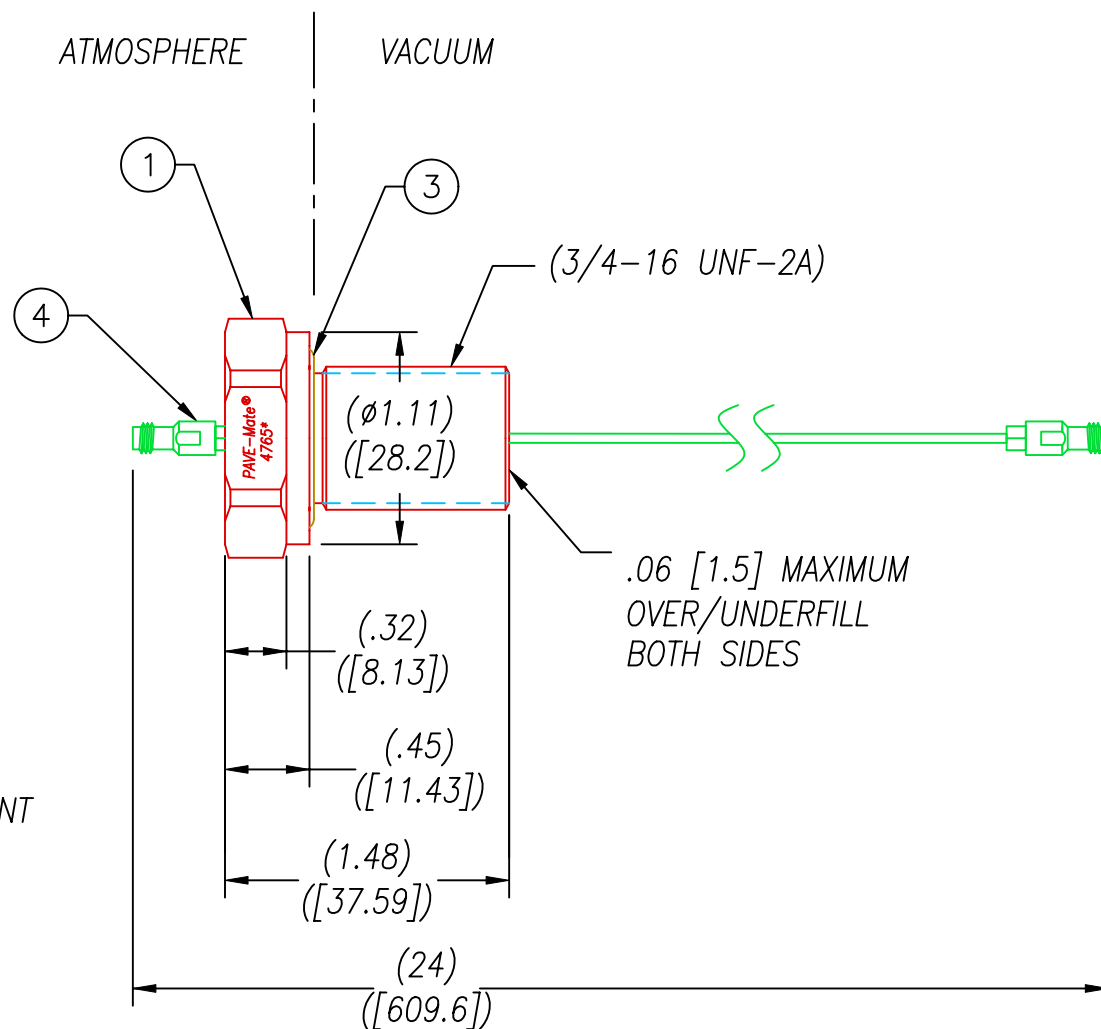 ATMOSPHERE
VACUUM
1
3
(3/4-16 UNF-2A)
4
PAVE-Mate®
4765*
(ø1.11)
([28.2])
.06 [1.5] MAXIMUM
OVER/UNDERFILL
BOTH SIDES
(.32)
([8.13])
(.45)
([11.43])
NT
(1.48)
([37.59])
(24)
([609.6])